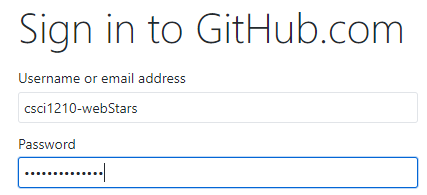 Sign in to GitHub.com
Username or email address
csci1210-webStars
Password
••••••••••••••